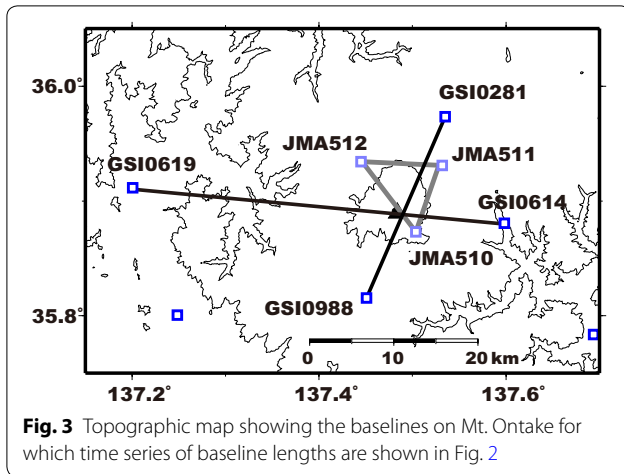 36.0°
GSI0281
JMA512
GSI0619
JMA511
GSI0614
JMA510
35.8°
GSI0988
0 10 20 km
137.2° 137.4° 137.6°
Fig. 3 Topographic map showing the baselines on Mt. Ontake for
which time series of baseline lengths are shown in Fig. 2